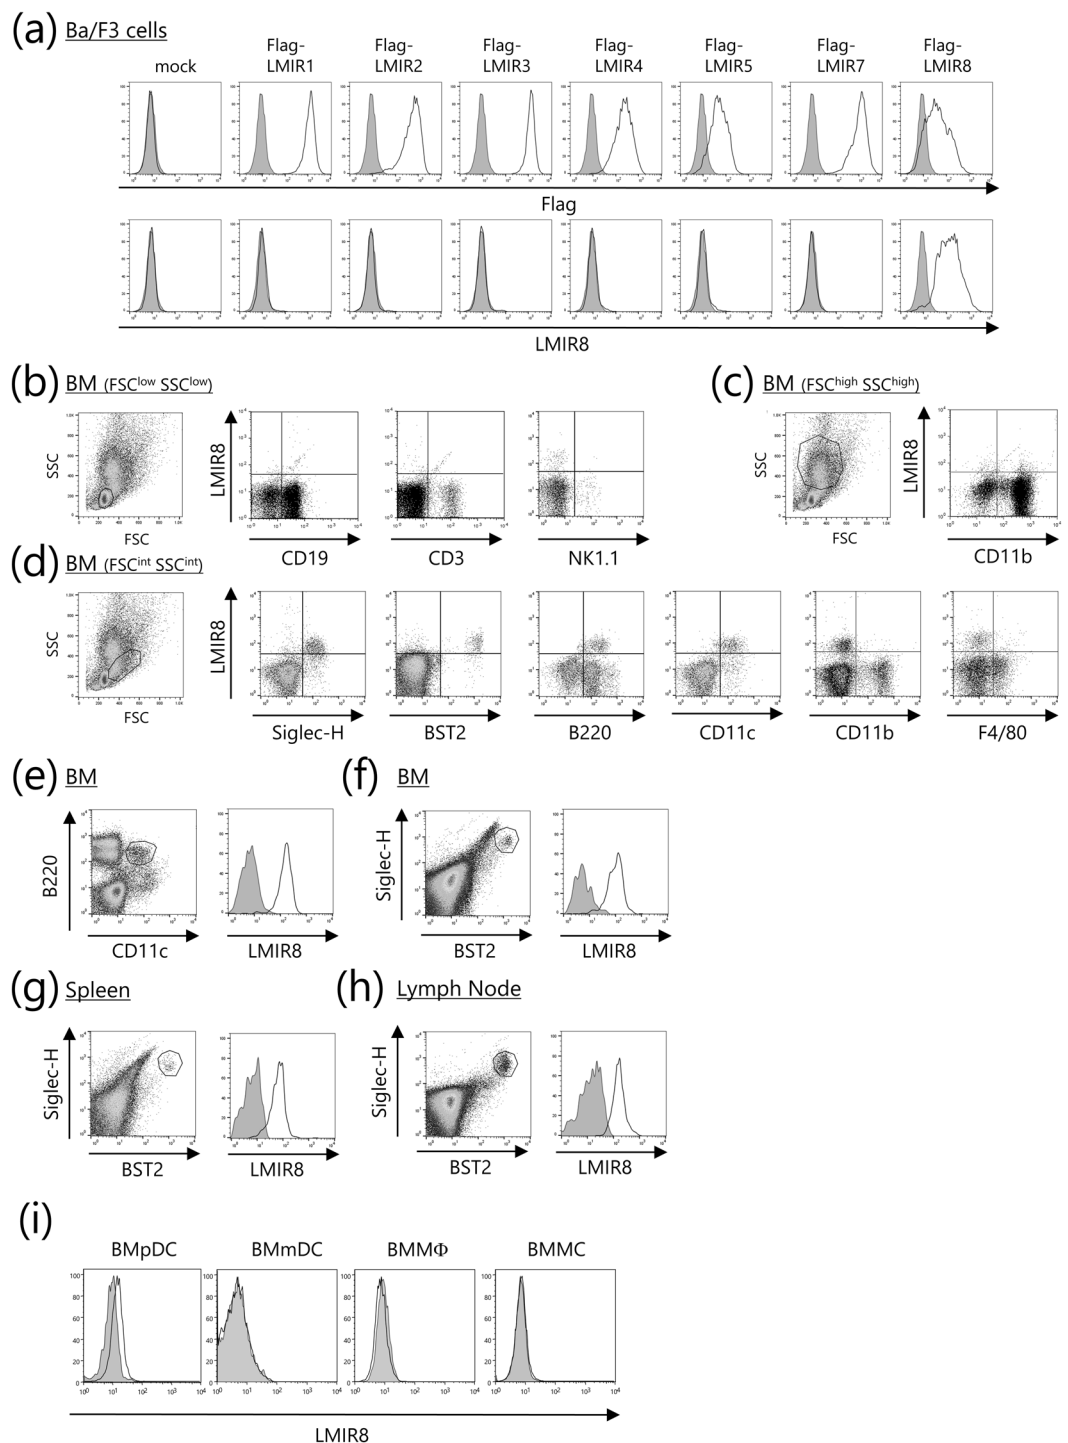 (a) Ba/F3 cells
mock
Flag-
LMIR1
Flag-
LMIR2
Flag-
LMIR3
Flag-
LMIR4
Flag-
LMIR5
Flag-
LMIR7
Flag-
LMIR8
Flag
LMIR8
(b) BM (FSClow SSClow)
SSC
FSC
LMIR8
CD19
CD3
NK1.1
(c) BM (FSChigh SSChigh)
SSC
FSC
LMIR8
CD11b
(d) BM (FSCint SSCint)
SSC
FSC
LMIR8
Siglec-H
BST2
B220
CD11c
CD11b
F4/80
(e) BM
B220
CD11c
LMIR8
(f) BM
Siglec-H
BST2
LMIR8
(g) Spleen
Siglec-H
BST2
LMIR8
(h) Lymph Node
Siglec-H
BST2
LMIR8
(i)
BMpDC
BMmDC
BMMΦ
BMMC
LMIR8